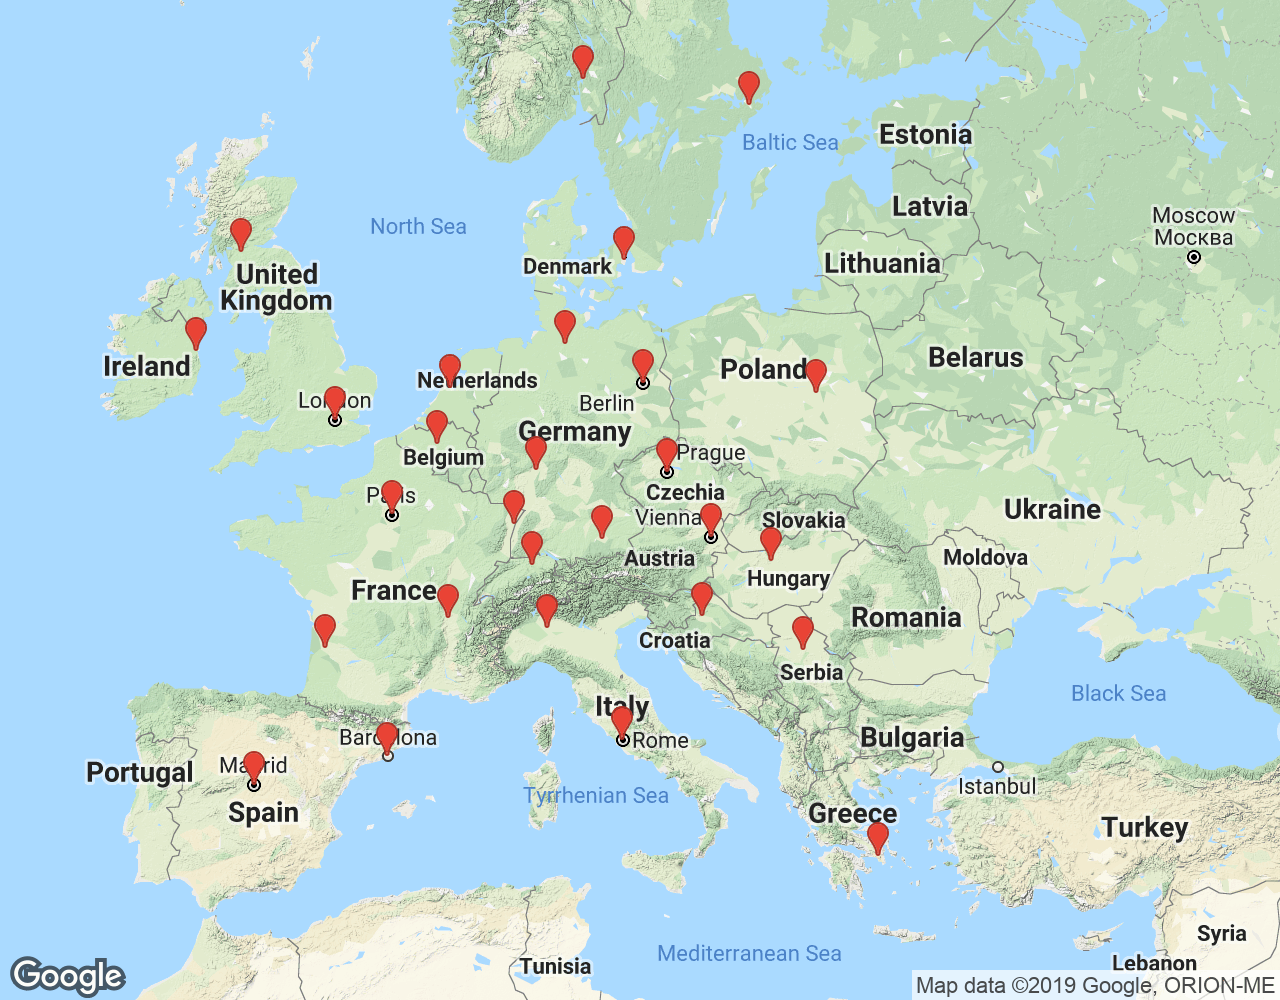 Baltic Sea
Estonia
North Sea
Latvia
Moscow
Москва
Denmark
Lithuania
United
Kingdom
Ireland
Netherlands
Poland
Belarus
London
Berlin
Germany
Belgium
Prague
Paris
Czechia
Vienna
Slovakia
Ukraine
Austria
Moldova
Hungary
France
Romania
Croatia
Serbia
Black Sea
Italy
Barcelona
Rome
Bulgaria
Madrid
Portugal
Istanbul
Tyrrhenian Sea
Spain
Greece
Turkey
Syria
Mediterranean Sea
Tunisia
Lebanon
Google
Map data ©2019 Google, ORION-ME